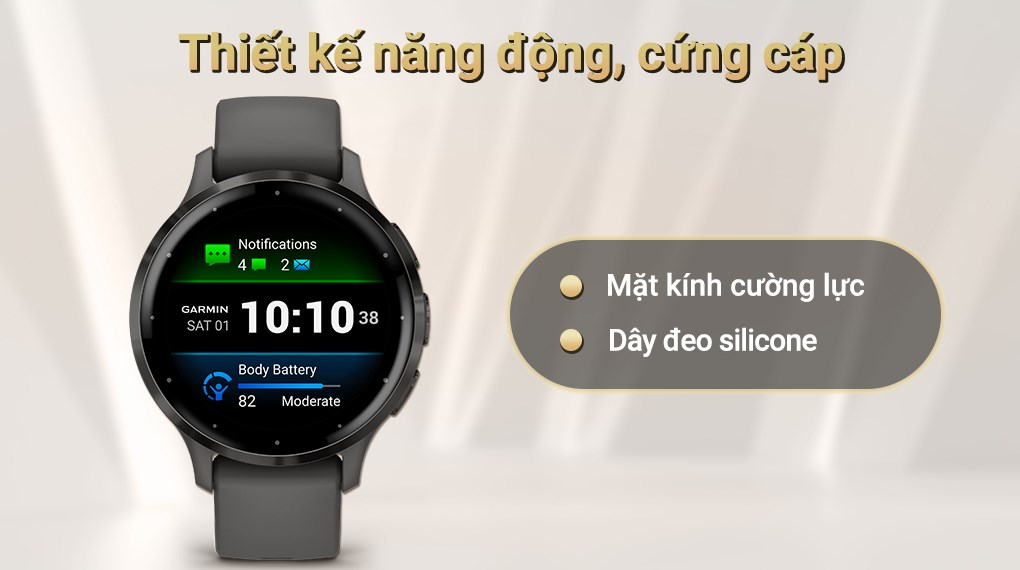 Thiết kế năng động, cứng cáp
Notifications
4 2
GARMIN
SAT 01
10:10 38
Body Battery
82 Moderate
Mặt kính cường lực
Dây đeo silicone